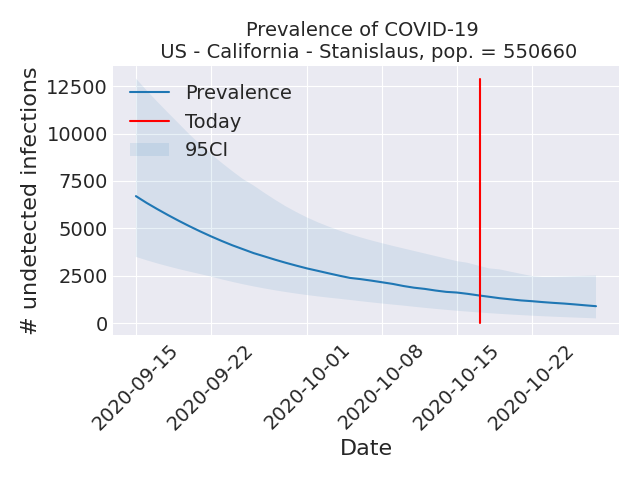 Prevalence of COVID-19
US - California - Stanislaus, pop. = 550660
# undetected infections
12500
10000
7500
5000
2500
0
Prevalence
Today
95CI
2020-09-15
2020-09-22
2020-10-01
2020-10-08
2020-10-15
2020-10-22
Date